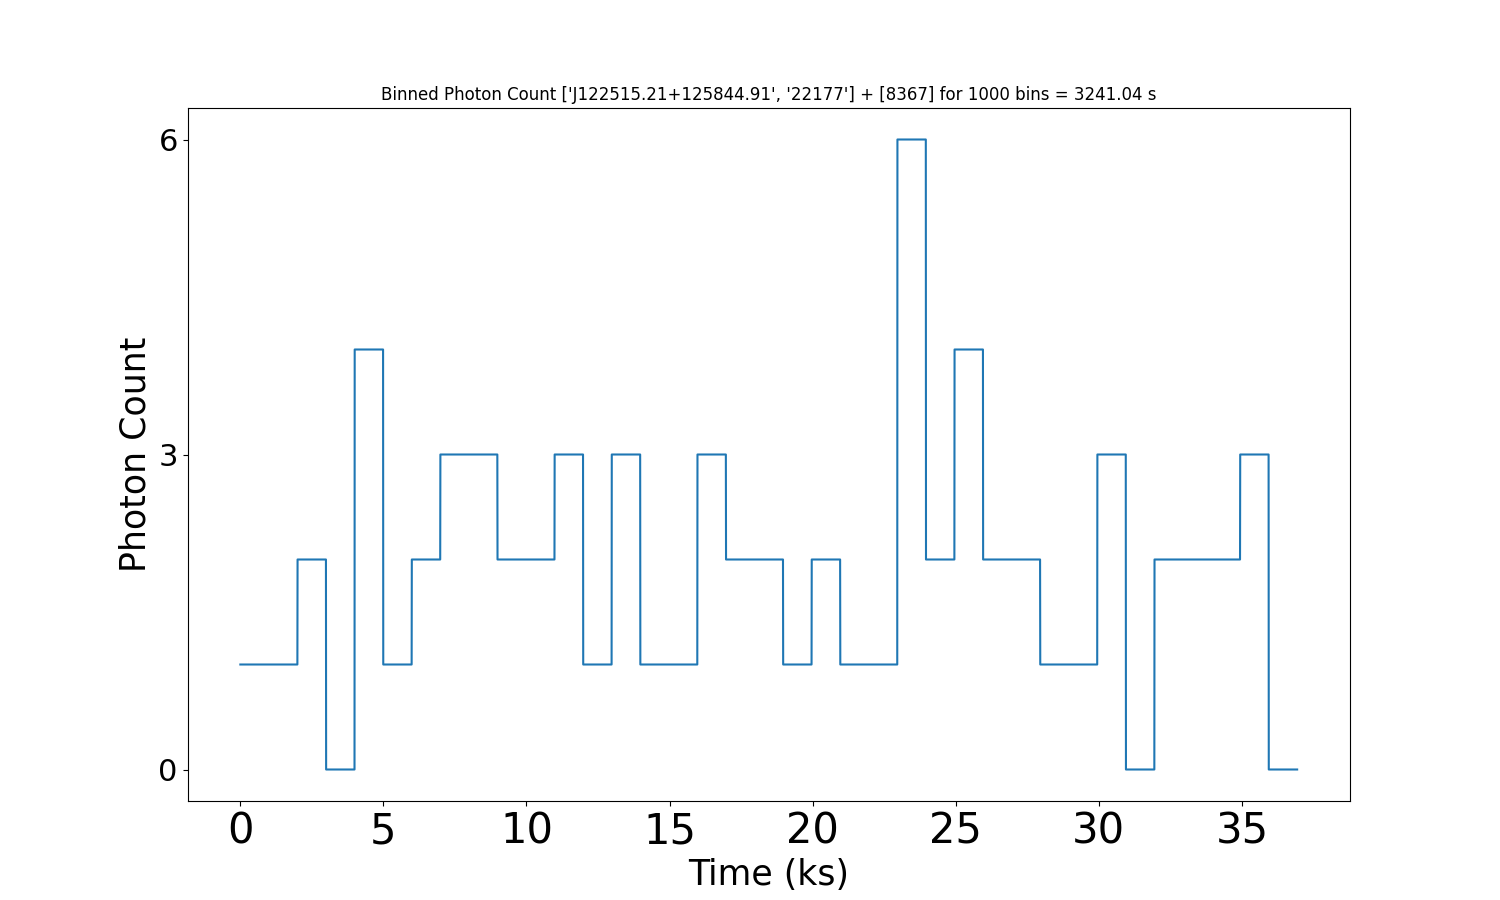 Binned Photon Count ['J122515.21+125844.91', '22177'] + [8367] for 1000 bins = 3241.04 s
6
3
0
Photon Count
0 5 10 15 20 25 30 35
Time (ks)